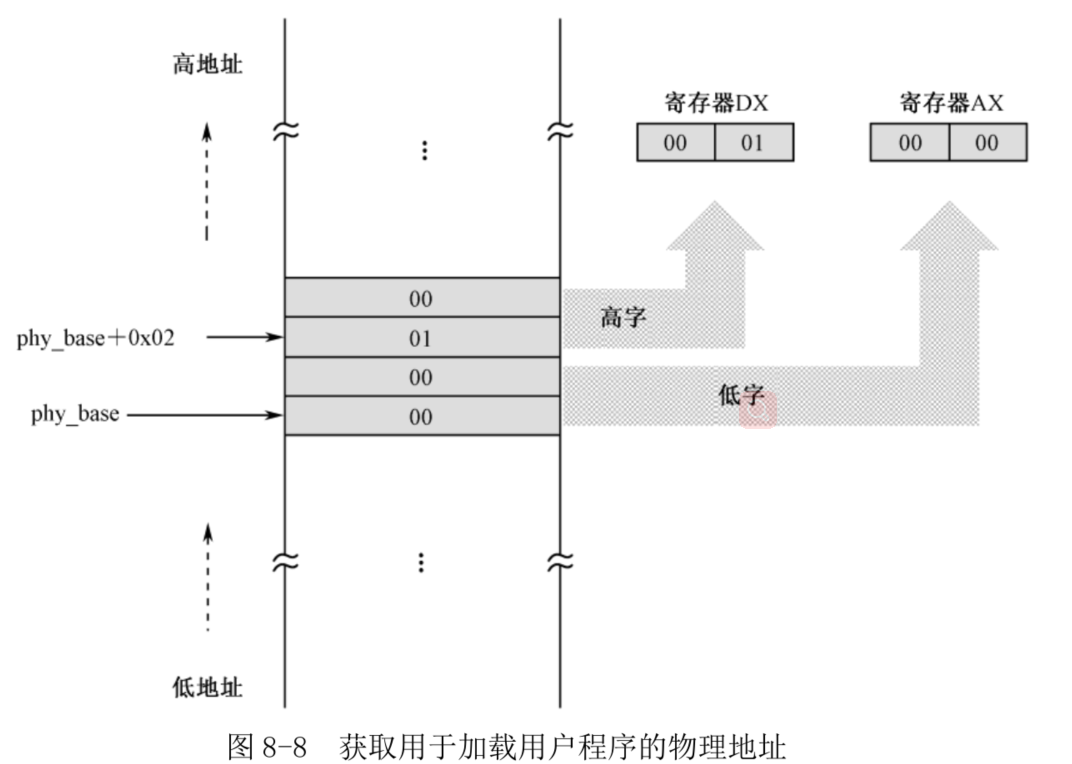 高地址
寄存器DX
寄存器AX
00 01
00 00
⋮
00
高字
phy_base+0x02
01
00
低字
phy_base
00
⋮
低地址
图 8-8 获取用于加载用户程序的物理地址